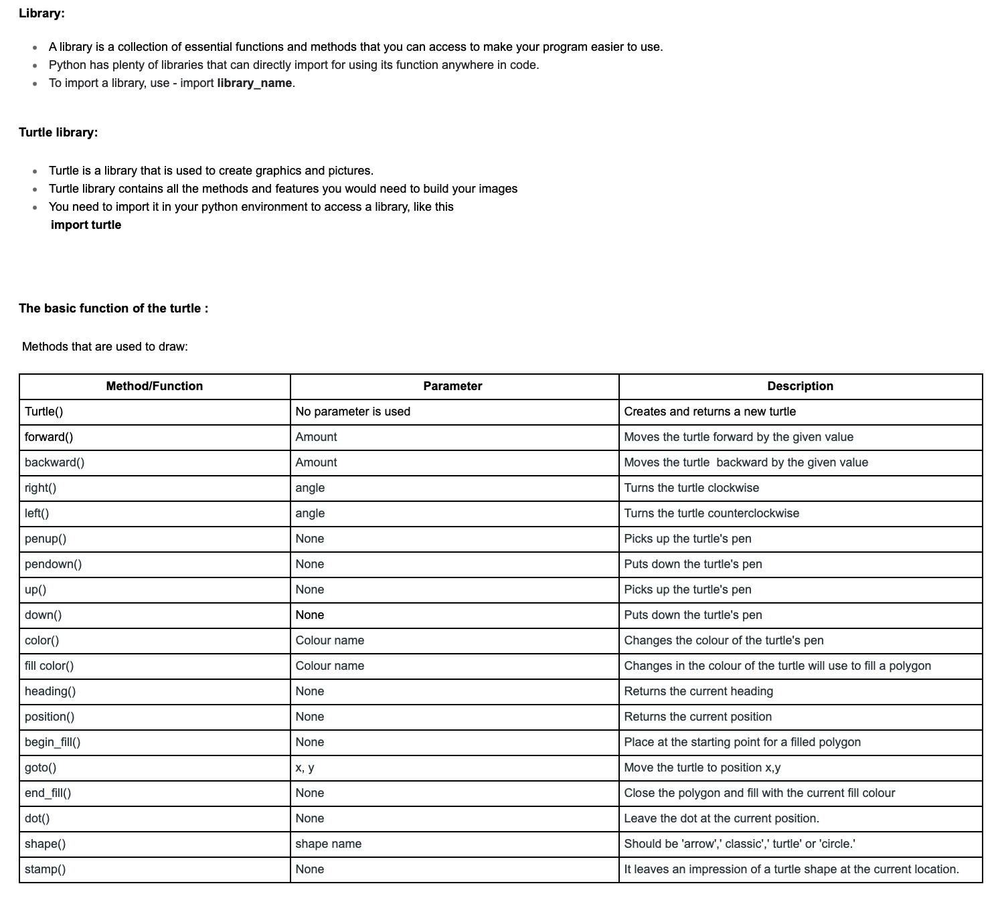 Library:
A library is a collection of essential functions and methods that you can access to make your program easier to use.
Python has plenty of libraries that can directly import for using its function anywhere in code.
To import a library, use - import library_name.
Turtle library:
Turtle is a library that is used to create graphics and pictures.
Turtle library contains all the methods and features you would need to build your images
You need to import it in your python environment to access a library, like this
import turtle
The basic function of the turtle :
Methods that are used to draw:
Method/Function Parameter Description
Turtle() No parameter is used Creates and returns a new turtle
forward() Amount Moves the turtle forward by the given value
backward() Amount Moves the turtle  backward by the given value
right() angle Turns the turtle clockwise
left() angle Turns the turtle counterclockwise
penup() None Picks up the turtle's pen
pendown() None Puts down the turtle's pen
up() None Picks up the turtle's pen
down() None Puts down the turtle's pen
color() Colour name Changes the colour of the turtle's pen
fill color() Colour name Changes in the colour of the turtle will use to fill a polygon
heading() None Returns the current heading
position() None Returns the current position
begin_fill() None Place at the starting point for a filled polygon
goto() x, y Move the turtle to position x,y
end_fill() None Close the polygon and fill with the current fill colour
dot() None Leave the dot at the current position.
shape() shape name Should be 'arrow',' classic',' turtle' or 'circle.'
stamp() None It leaves an impression of a turtle shape at the current location.